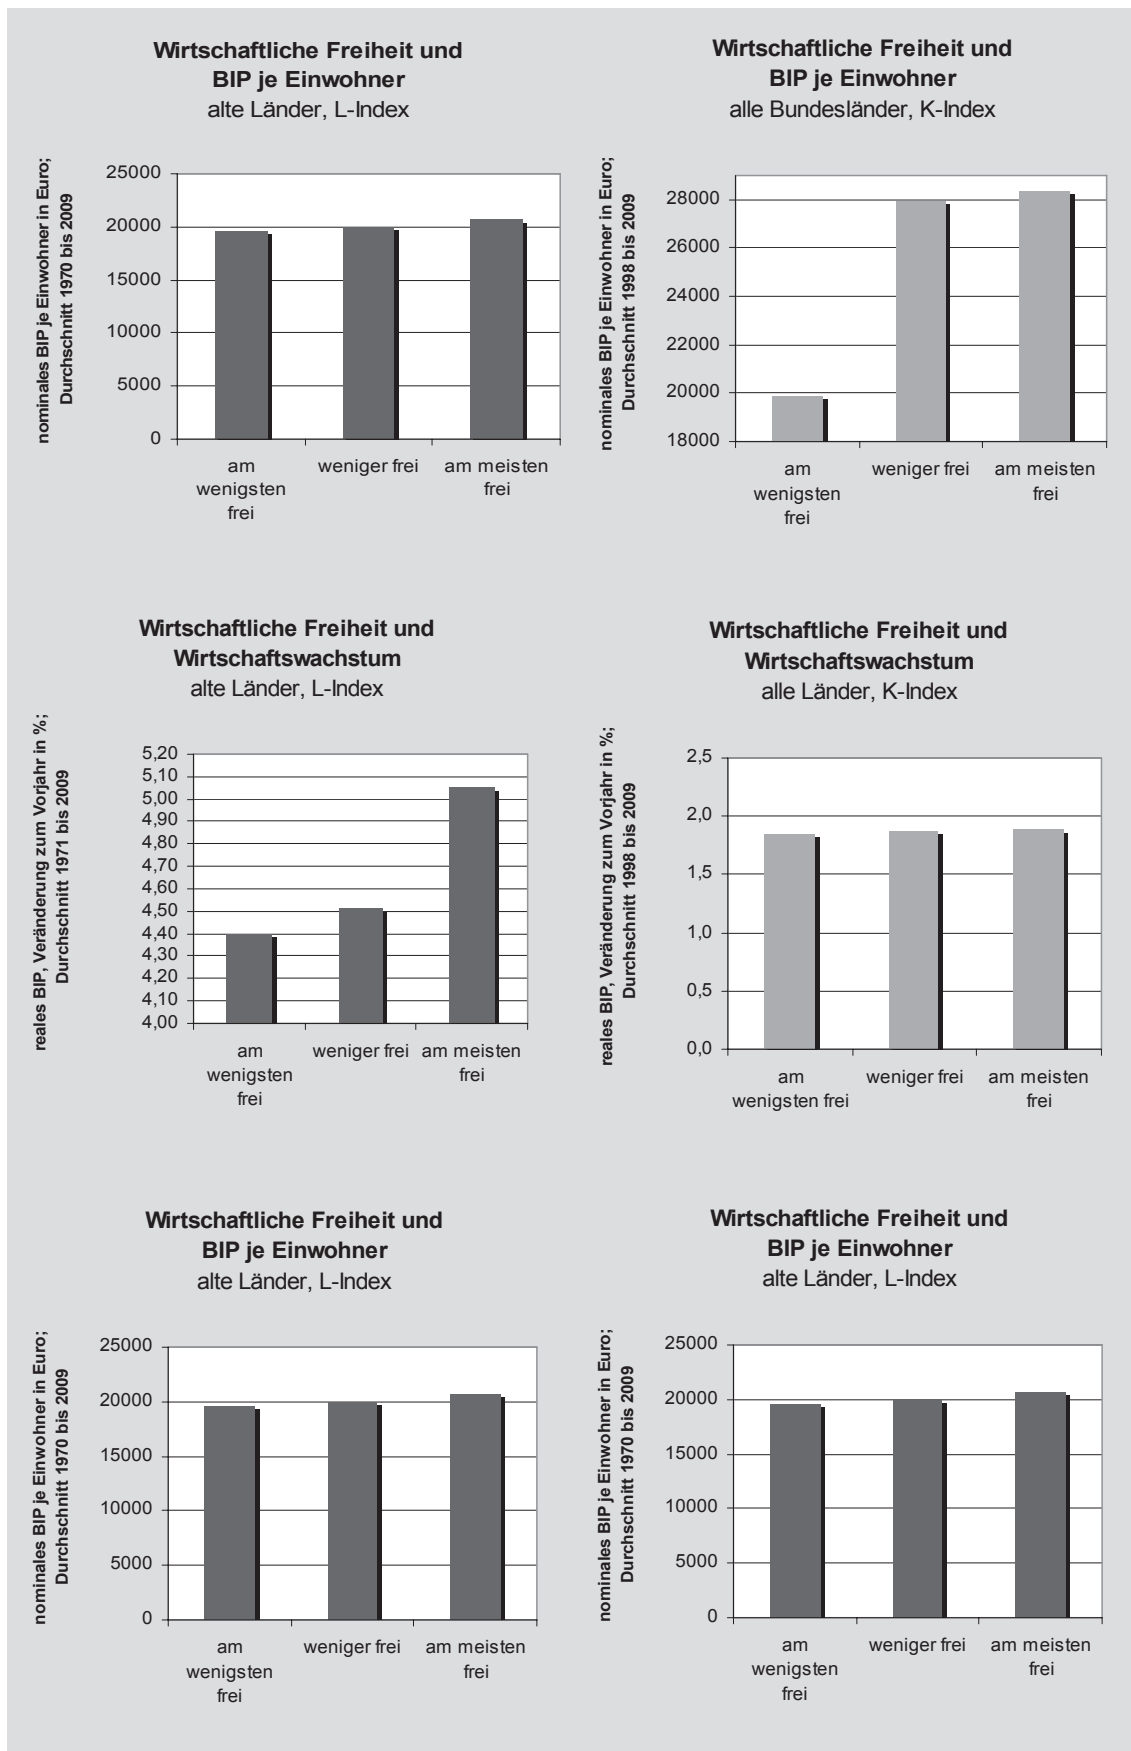 Wirtschaftliche Freiheit und
BIP je Einwohner
alte Länder, L-Index
nominales BIP je Einwohner in Euro;
Durchschnitt 1970 bis 2009
25000
20000
15000
10000
5000
0
am
wenigsten
frei
weniger frei
am meisten
frei
Wirtschaftliche Freiheit und
BIP je Einwohner
alle Bundesländer, K-Index
nominales BIP je Einwohner in Euro;
Durchschnitt 1998 bis 2009
28000
26000
24000
22000
20000
18000
am
wenigsten
frei
weniger frei
am meisten
frei
Wirtschaftliche Freiheit und
Wirtschaftswachstum
alte Länder, L-Index
reales BIP, Veränderung zum Vorjahr in %;
Durchschnitt 1971 bis 2009
5,20
5,10
5,00
4,90
4,80
4,70
4,60
4,50
4,40
4,30
4,20
4,10
4,00
am
wenigsten
frei
weniger frei
am meisten
frei
Wirtschaftliche Freiheit und
Wirtschaftswachstum
alle Länder, K-Index
reales BIP, Veränderung zum Vorjahr in %;
Durchschnitt 1998 bis 2009
2,5
2,0
1,5
1,0
0,5
0,0
am
wenigsten frei
weniger frei
am meisten
frei
Wirtschaftliche Freiheit und
BIP je Einwohner
alte Länder, L-Index
nominales BIP je Einwohner in Euro;
Durchschnitt 1970 bis 2009
25000
20000
15000
10000
5000
0
am
wenigsten
frei
weniger frei
am meisten
frei
Wirtschaftliche Freiheit und
BIP je Einwohner
alte Länder, L-Index
nominales BIP je Einwohner in Euro;
Durchschnitt 1970 bis 2009
25000
20000
15000
10000
5000
0
am
wenigsten
frei
weniger frei
am meisten
frei